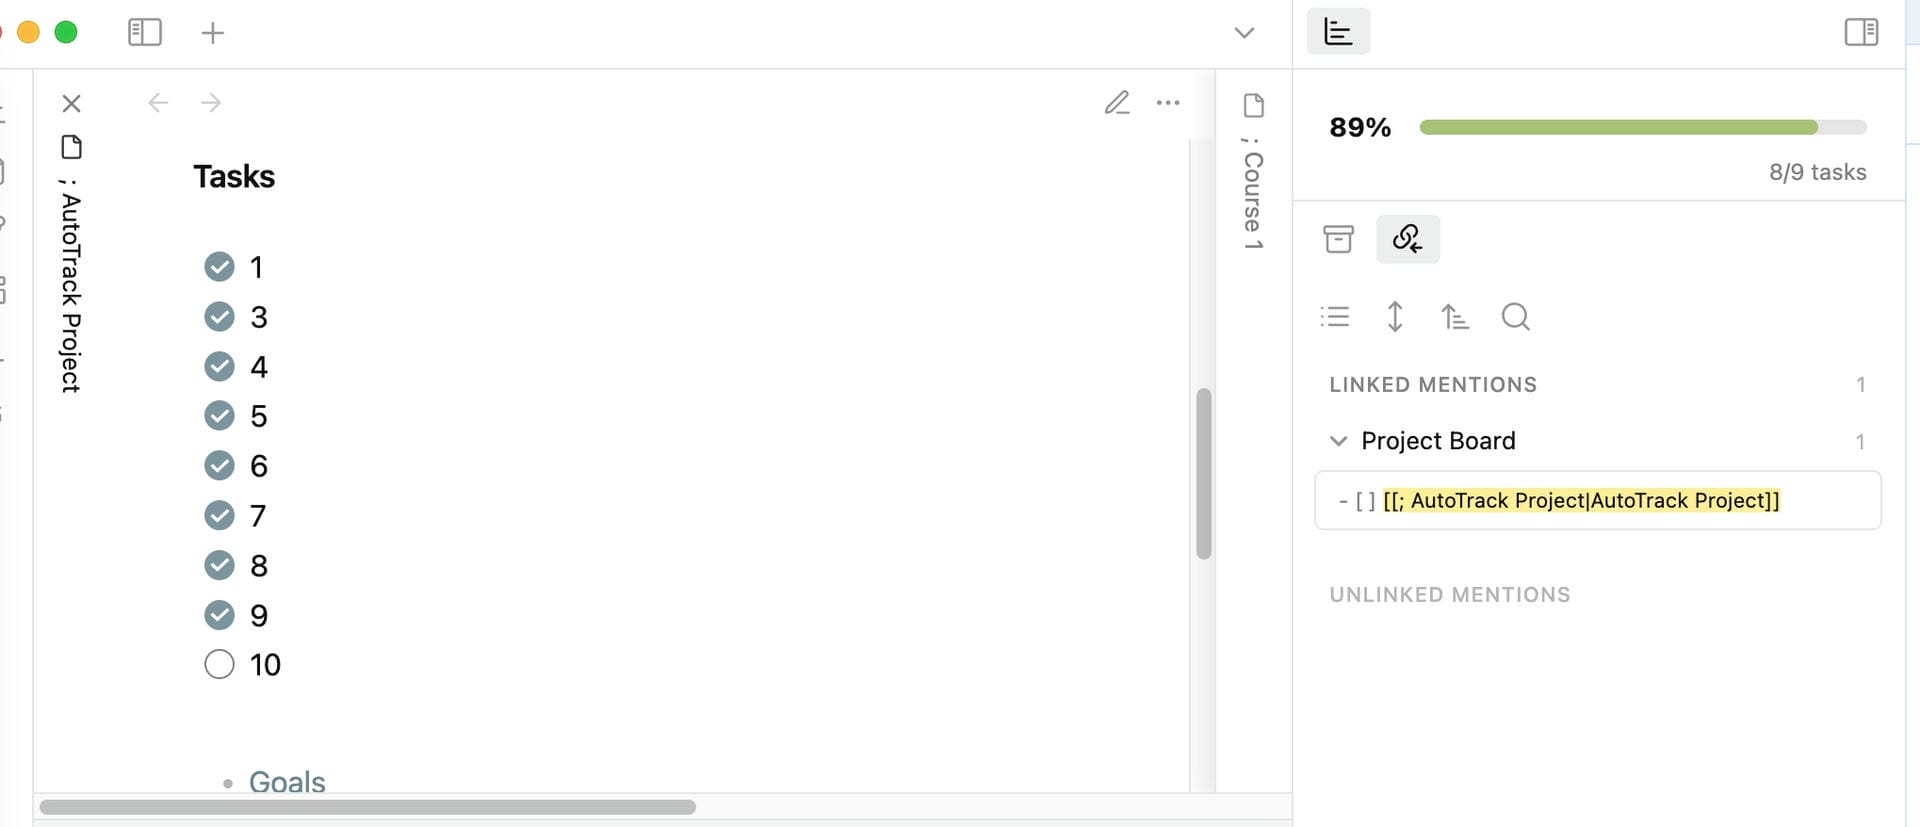 ; AutoTrack Project
Tasks
1
3
4
5
6
7
8
9
10
Goals
; Course 1
89%
8/9 tasks
LINKED MENTIONS 1
Project Board 1
- [ ] [[; AutoTrack Project|AutoTrack Project]]
UNLINKED MENTIONS